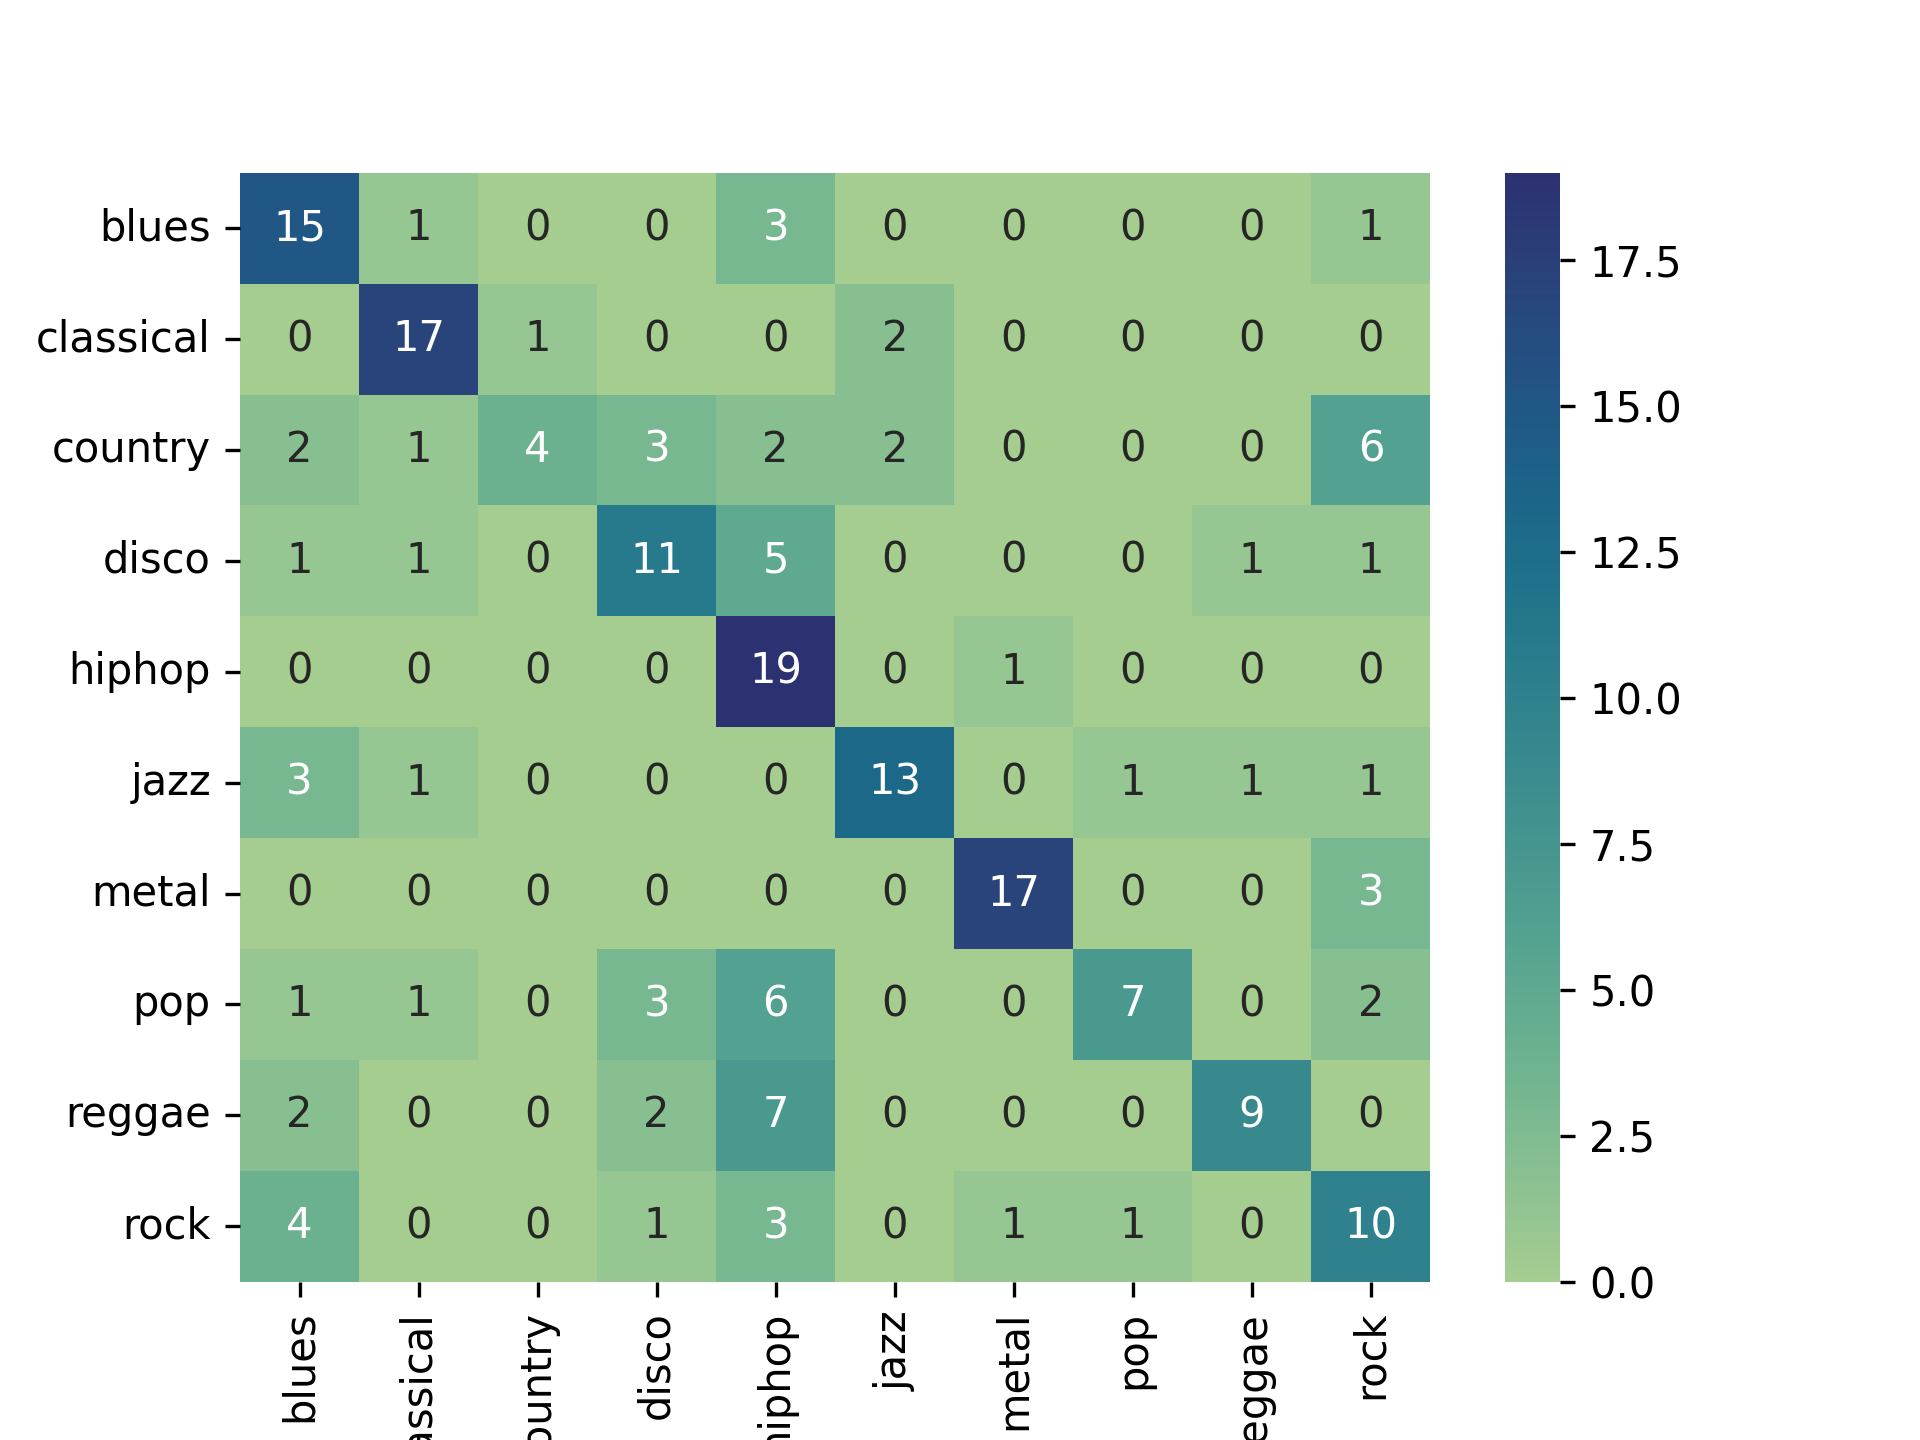 blues 15 1 0 0 3 0 0 0 0 1
classical 0 17 1 0 0 2 0 0 0 0
country 2 1 4 3 2 2 0 0 0 6
disco 1 1 0 11 5 0 0 0 1 1
hiphop 0 0 0 0 19 0 1 0 0 0
jazz 3 1 0 0 0 13 0 1 1 1
metal 0 0 0 0 0 0 17 0 0 3
pop 1 1 0 3 6 0 0 7 0 2
reggae 2 0 0 2 7 0 0 0 9 0
rock 4 0 0 1 3 0 1 1 0 10
blues assical ountry disco hiphop jazz metal pop eggae rock
17.5
15.0
12.5
10.0
7.5
5.0
2.5
0.0